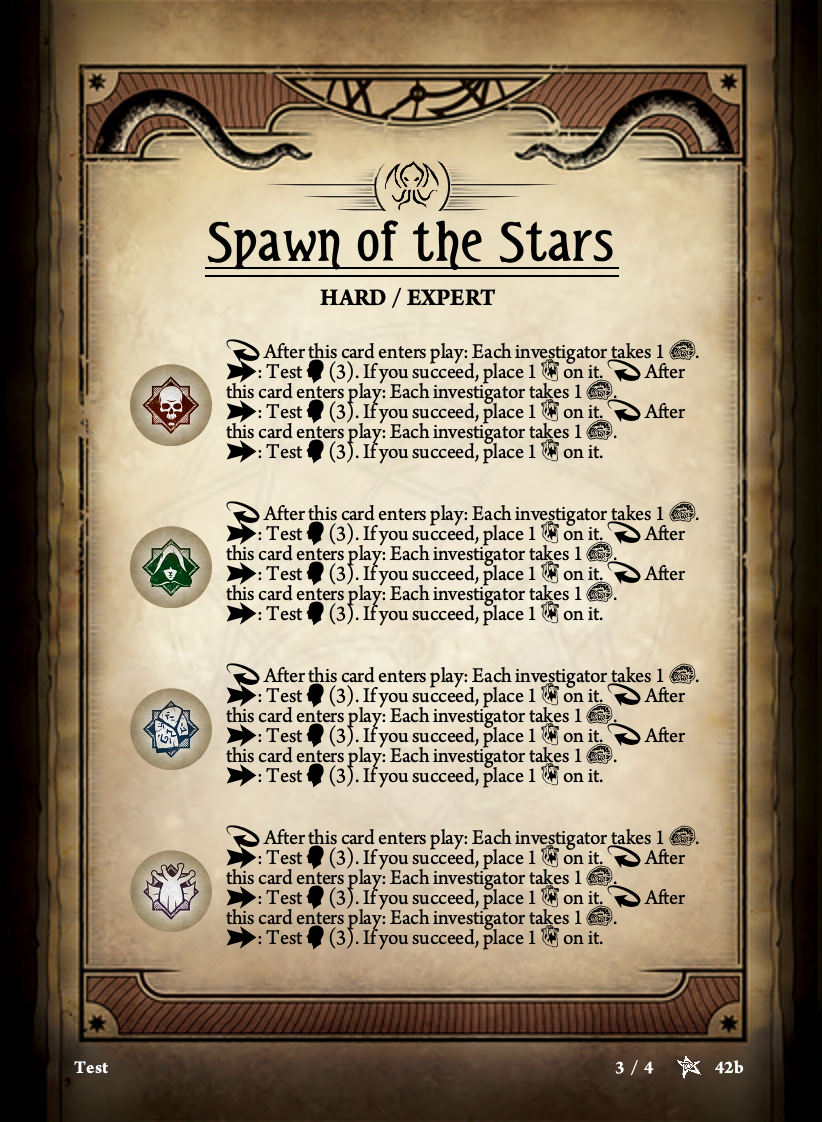 Spawn of the Stars
HARD / EXPERT
After this card enters play: Each investigator takes 1 .
: Test (3). If you succeed, place 1 on it. After
this card enters play: Each investigator takes 1 .
: Test (3). If you succeed, place 1 on it. After
this card enters play: Each investigator takes 1 .
: Test (3). If you succeed, place 1 on it.
After this card enters play: Each investigator takes 1 .
: Test (3). If you succeed, place 1 on it. After
this card enters play: Each investigator takes 1 .
: Test (3). If you succeed, place 1 on it. After
this card enters play: Each investigator takes 1 .
: Test (3). If you succeed, place 1 on it.
After this card enters play: Each investigator takes 1 .
: Test (3). If you succeed, place 1 on it. After
this card enters play: Each investigator takes 1 .
: Test (3). If you succeed, place 1 on it. After
this card enters play: Each investigator takes 1 .
: Test (3). If you succeed, place 1 on it.
After this card enters play: Each investigator takes 1 .
: Test (3). If you succeed, place 1 on it. After
this card enters play: Each investigator takes 1 .
: Test (3). If you succeed, place 1 on it. After
this card enters play: Each investigator takes 1 .
: Test (3). If you succeed, place 1 on it.
Test 3 / 4 42b